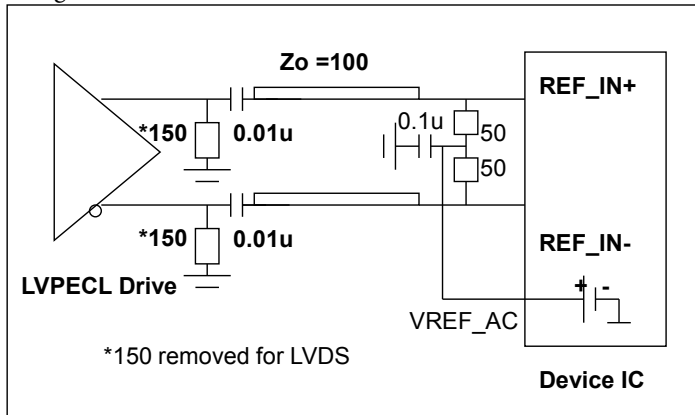 Zo =100
REF_IN+
*150
0.01u
0.1u
50
50
*150
0.01u
REF_IN-
LVPECL Drive
+
-
VREF_AC
*150 removed for LVDS
Device IC